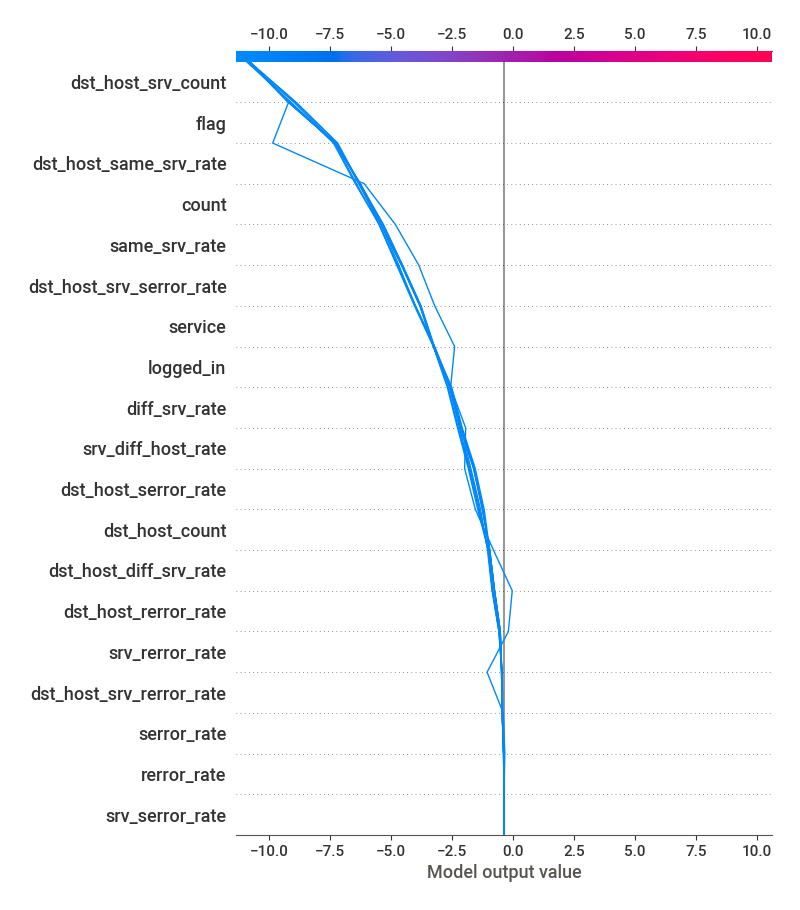 −10.0 −7.5 −5.0 −2.5 0.0 2.5 5.0 7.5 10.0
dst_host_srv_count
flag
dst_host_same_srv_rate
count
same_srv_rate
dst_host_srv_serror_rate
service
logged_in
diff_srv_rate
srv_diff_host_rate
dst_host_serror_rate
dst_host_count
dst_host_diff_srv_rate
dst_host_rerror_rate
srv_rerror_rate
dst_host_srv_rerror_rate
serror_rate
rerror_rate
srv_serror_rate
−10.0 −7.5 −5.0 −2.5 0.0 2.5 5.0 7.5 10.0
Model output value